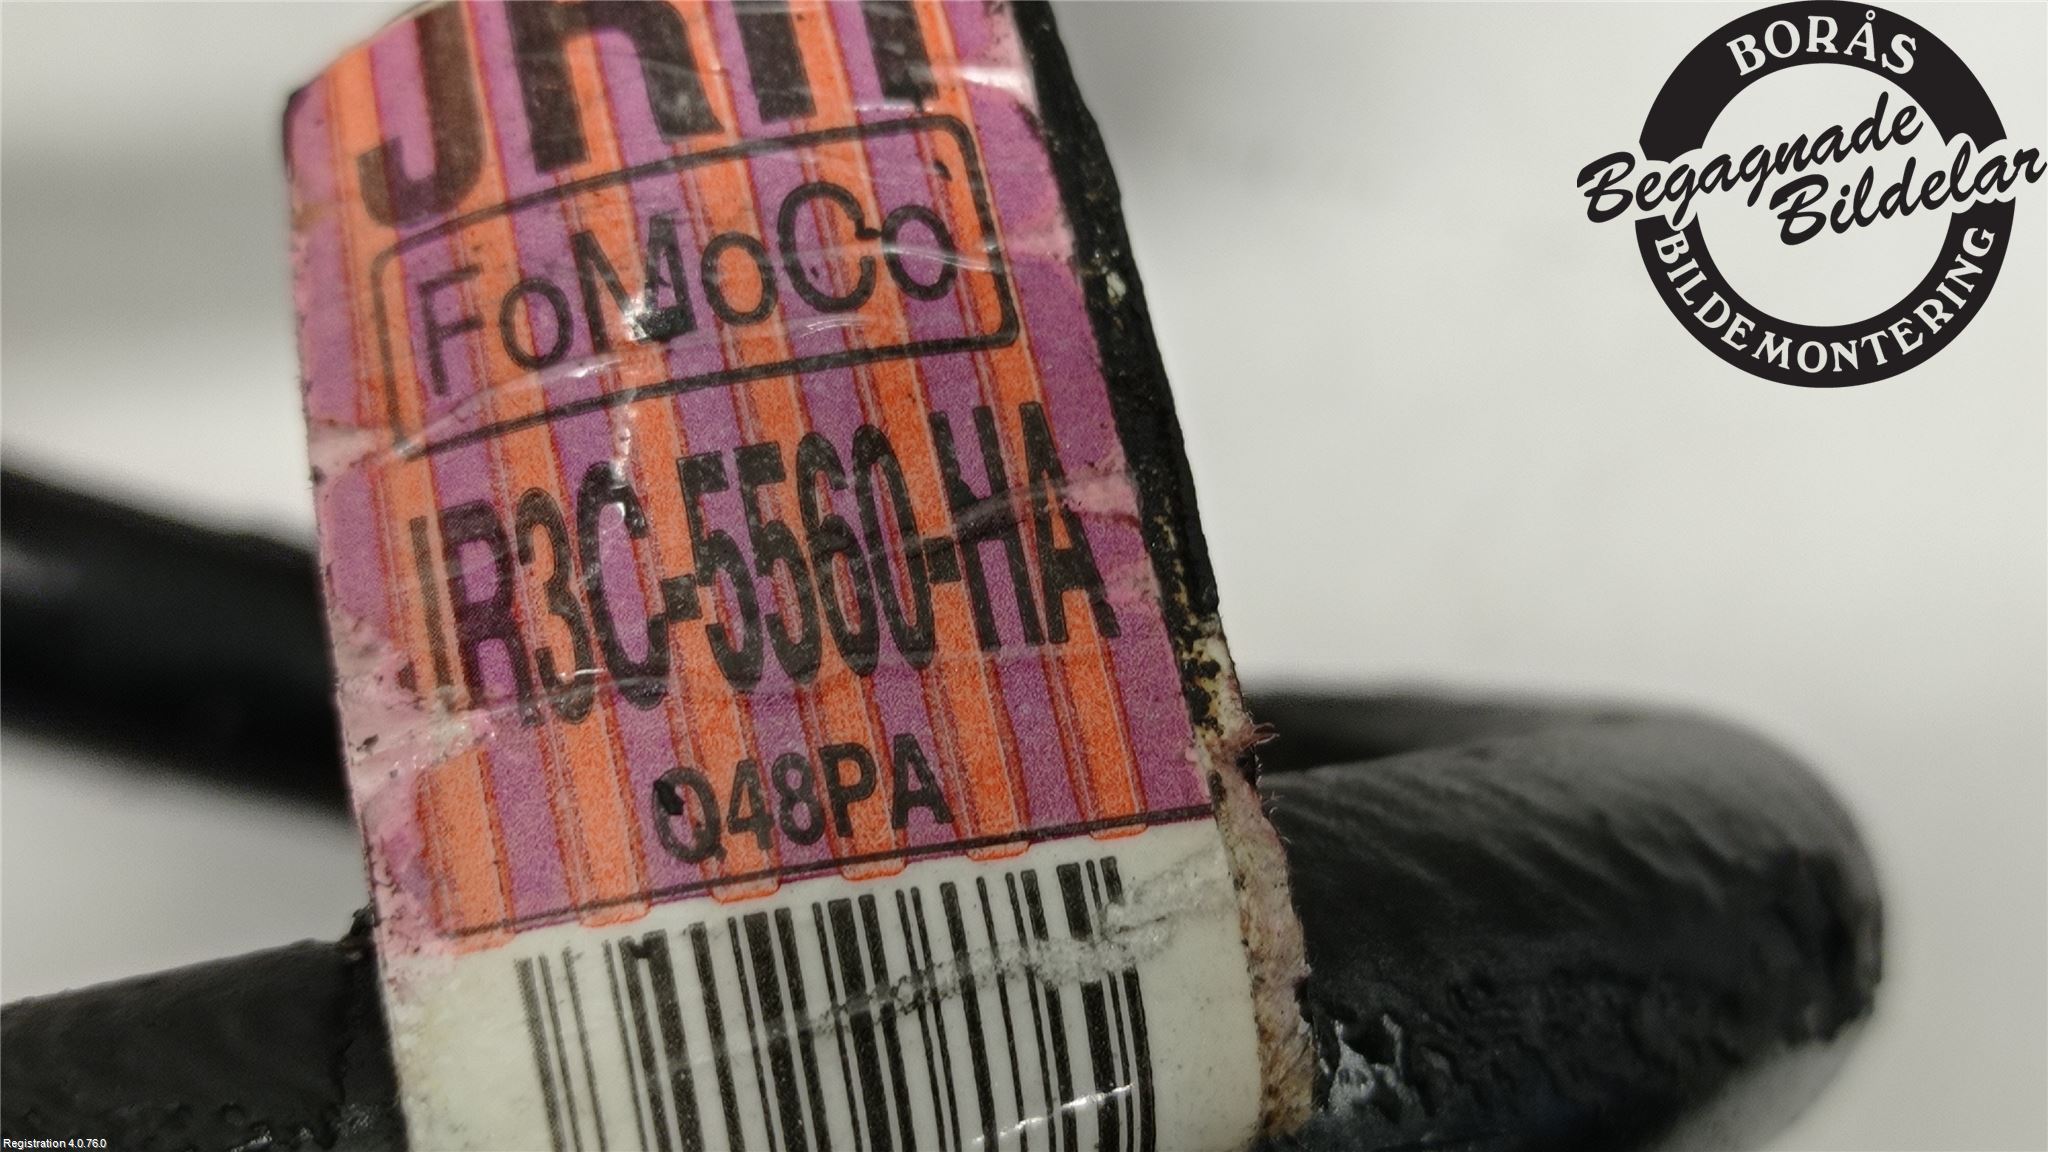 FoMoCo
JR3C-5560-HA
Q48PA
BORÅS
Begagnade
Bildelar
BILDEMONTERING
Registration 4.0.76.0